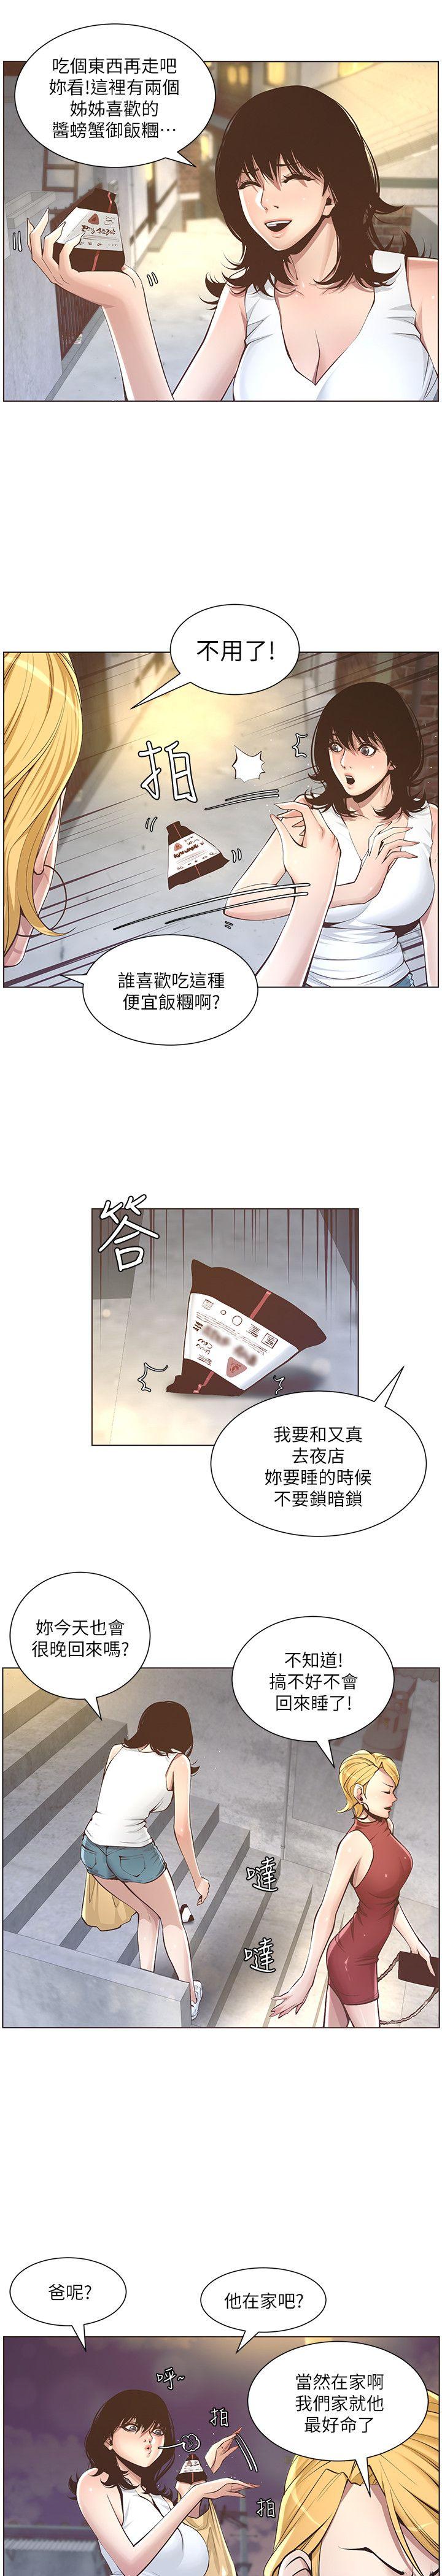 吃個東西再走吧
妳看!這裡有兩個
姊姊喜歡的
醬螃蟹御飯糰…
不用了!
拍
誰喜歡吃這種
便宜飯糰啊?
答
我要和又真
去夜店
妳要睡的時候
不要鎖暗鎖
妳今天也會
很晚回來嗎?
不知道!
搞不好不會
回來睡了!
噠
噠
爸呢?
他在家吧?
呼~
當然在家啊
我們家就他
最好命了
拍
拍